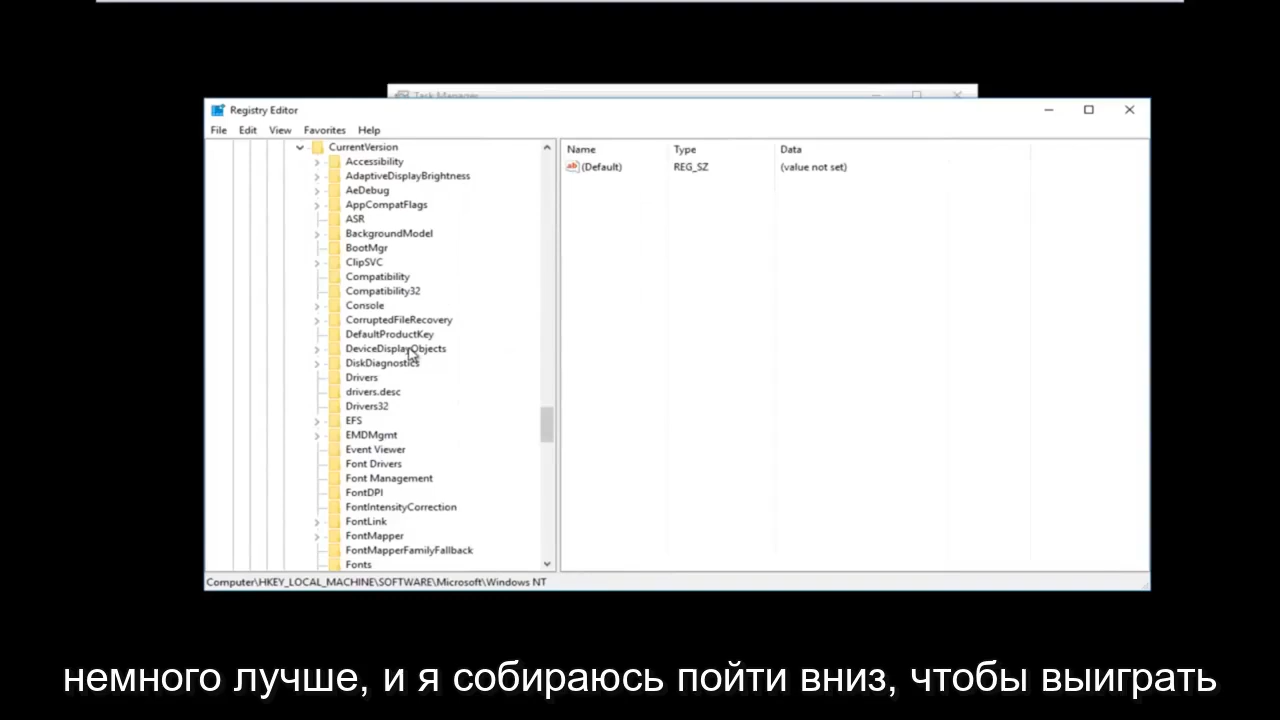 Task Manager
Registry Editor
File Edit View Favorites Help
CurrentVersion
Accessibility
AdaptiveDisplayBrightness
AeDebug
AppCompatFlags
ASR
BackgroundModel
BootMgr
ClipSVC
Compatibility
Compatibility32
Console
CorruptedFileRecovery
DefaultProductKey
DeviceDisplayObjects
DiskDiagnostics
Drivers
drivers.desc
Drivers32
EFS
EMDMgmt
Event Viewer
Font Drivers
Font Management
FontDPI
FontIntensityCorrection
FontLink
FontMapper
FontMapperFamilyFallback
Fonts
Name Type Data
ab (Default) REG_SZ (value not set)
Computer\HKEY_LOCAL_MACHINE\SOFTWARE\Microsoft\Windows NT
немного лучше, и я собираюсь пойти вниз, чтобы выиграть